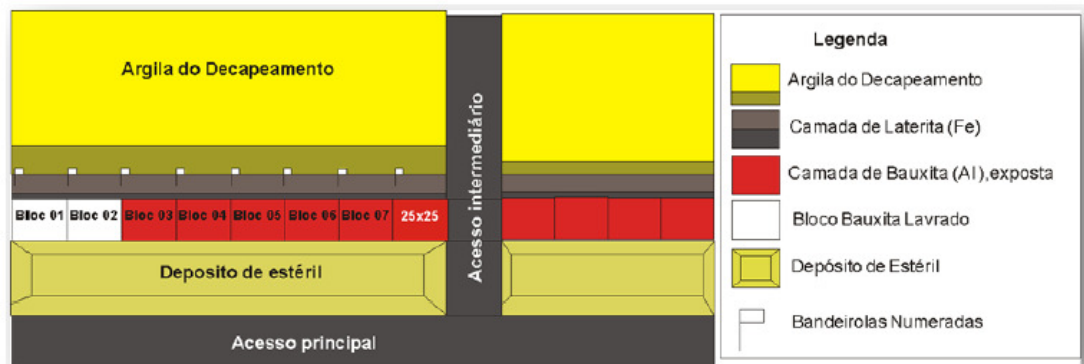 Argila do Decapeamento
Bloc 01 Bloc 02 Bloc 03 Bloc 04 Bloc 05 Bloc 06 Bloc 07 25x25
Deposito de estéril
Acesso intermediário
Acesso principal
Legenda
Argila do Decapeamento
Camada de Laterita (Fe)
Camada de Bauxita (Al),exposta
Bloco Bauxita Lavrado
Depósito de Estéril
Bandeirolas Numeradas